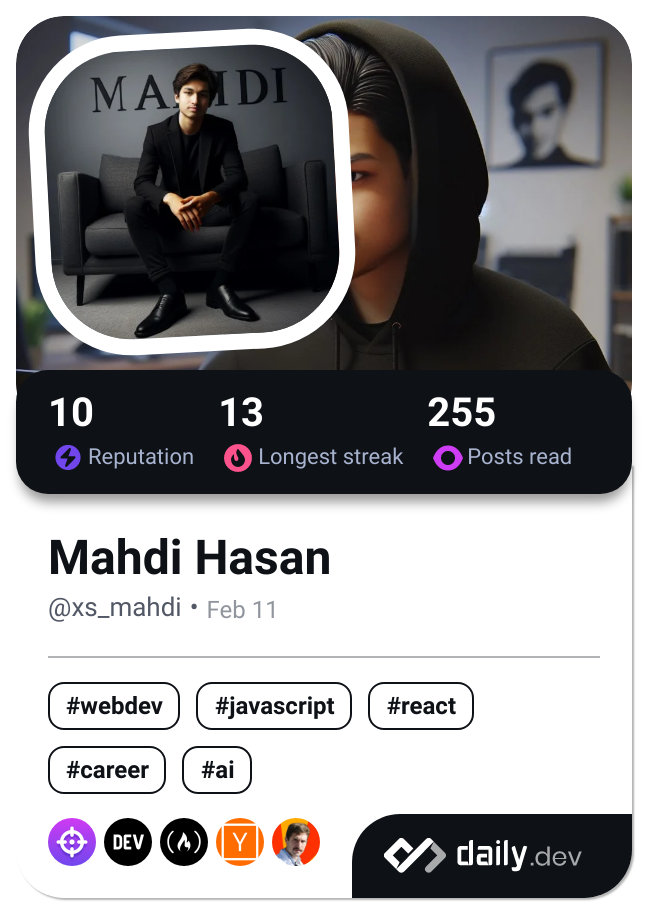 MAHDI
10 13 255
Reputation Longest streak Posts read
Mahdi Hasan
@xs_mahdi • Feb 11
#webdev #javascript #react
#career #ai
DEV Y daily.dev